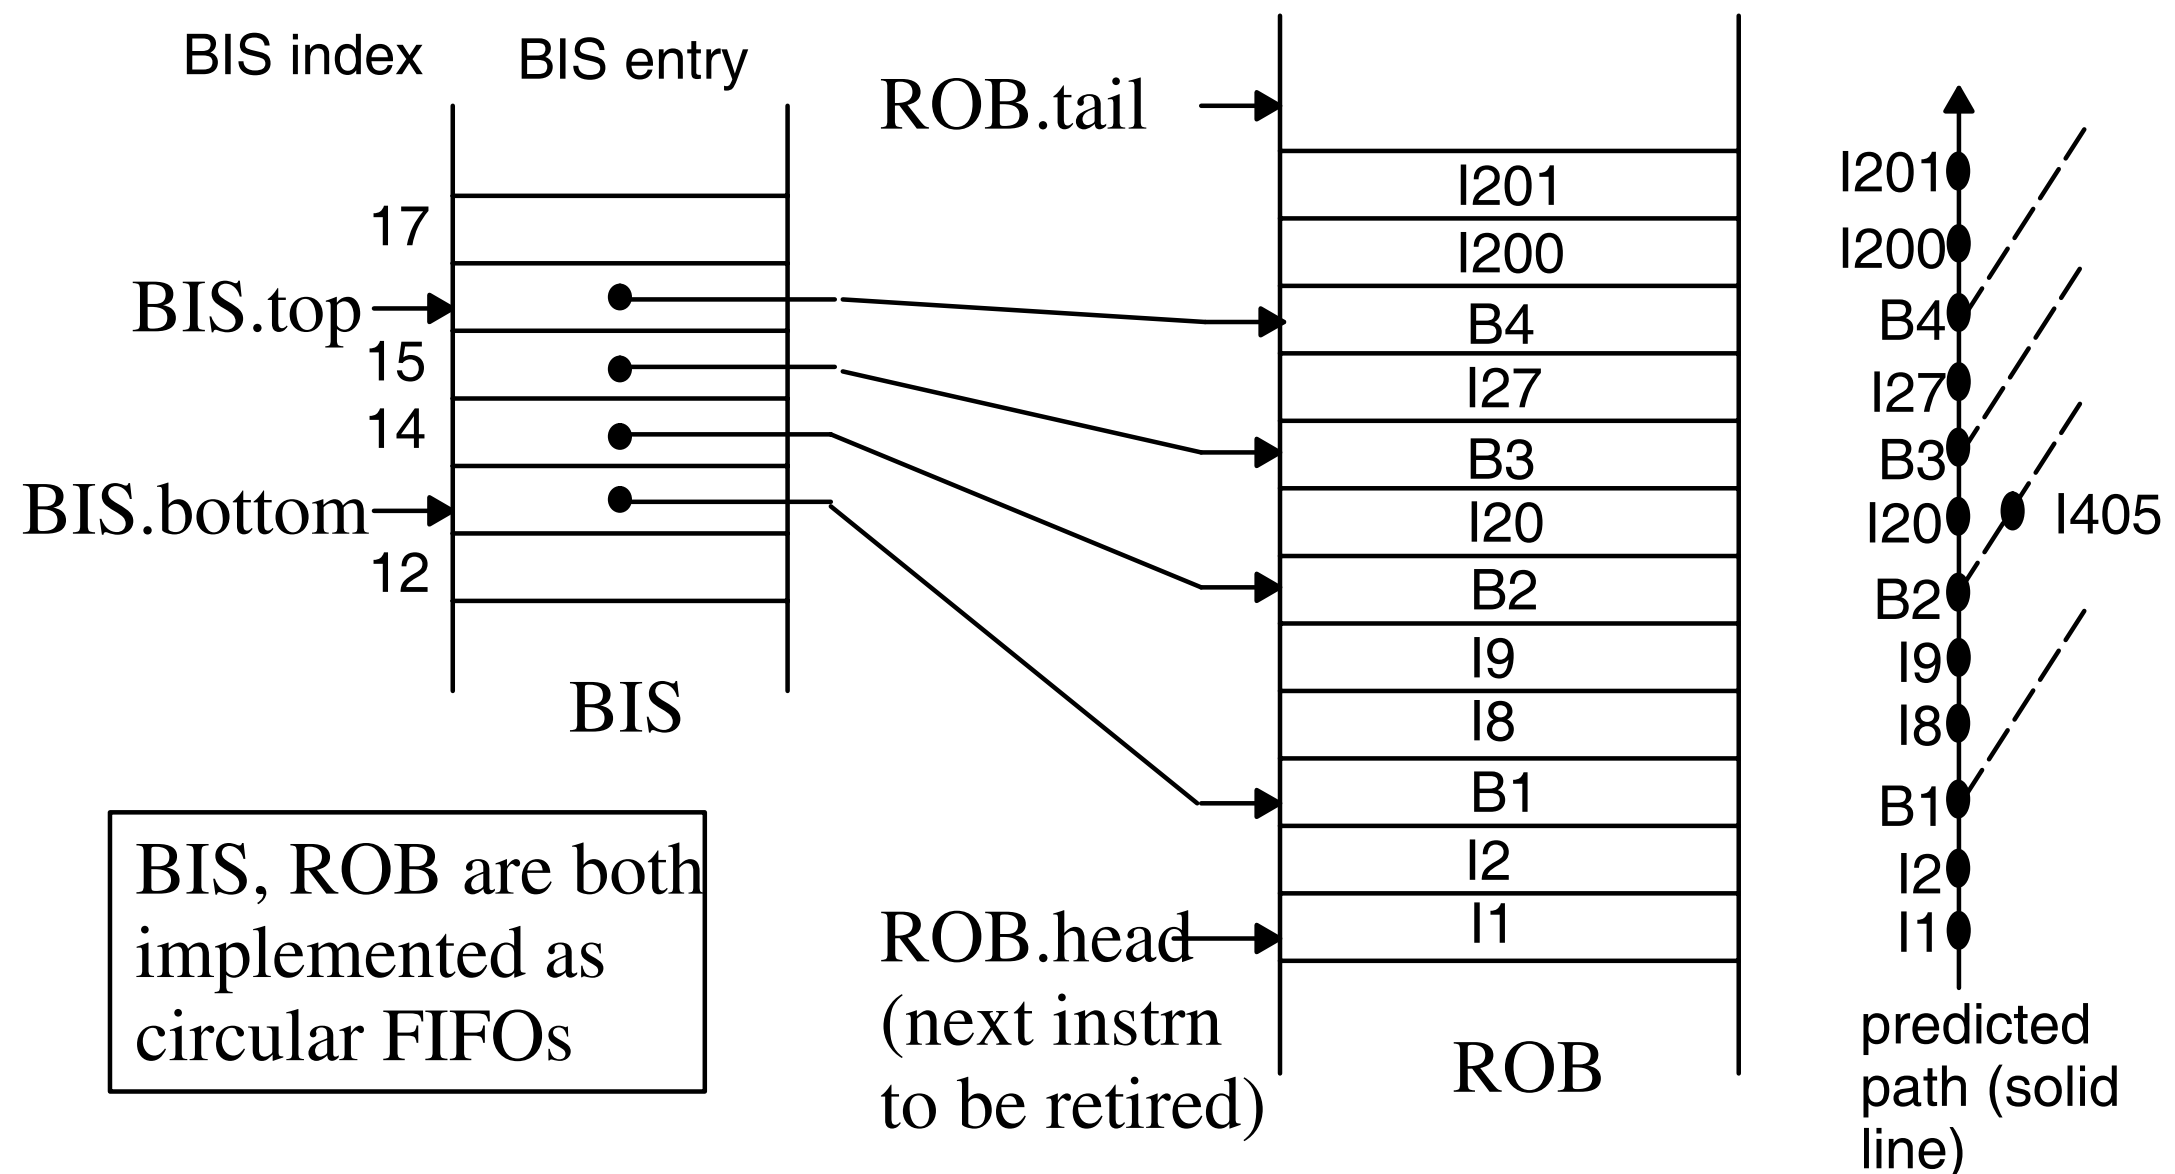 BIS index
BIS entry
17
BIS.top
15
14
BIS.bottom
12
BIS
BIS, ROB are both
implemented as
circular FIFOs
ROB.tail
ROB.head
(next instrn
to be retired)
I201
I200
B4
I27
B3
I20
B2
I9
I8
B1
I2
I1
ROB
I201
I200
B4
I27
B3
I20
I405
B2
I9
I8
B1
I2
I1
predicted
path (solid
line)